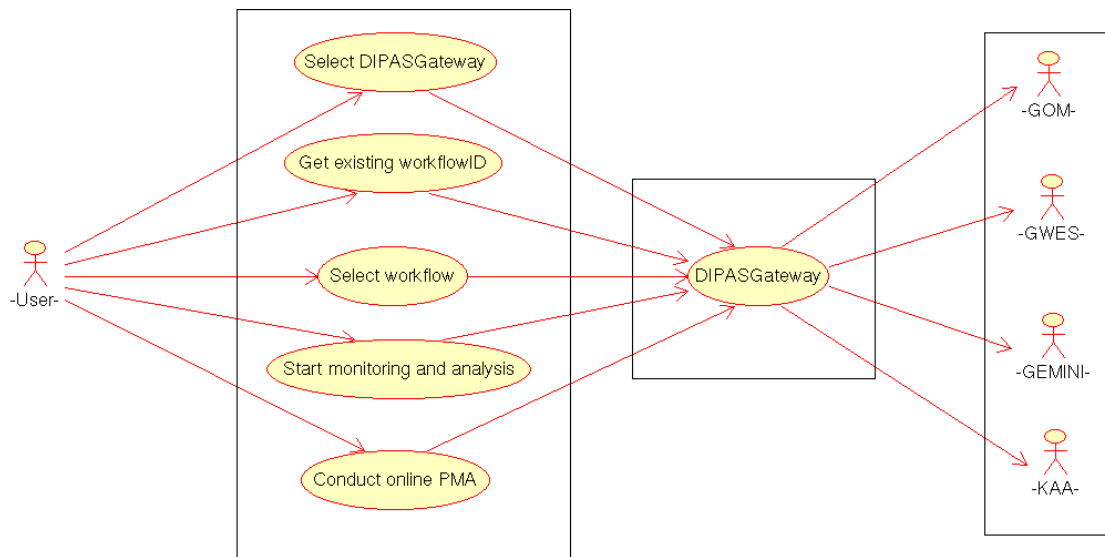 Select DIPASGateway
-GOM-
Get existing workflowID
-GWES-
-User-
Select workflow
DIPASGateway
Start monitoring and analysis
-GEMINI-
Conduct online PMA
-KAA-